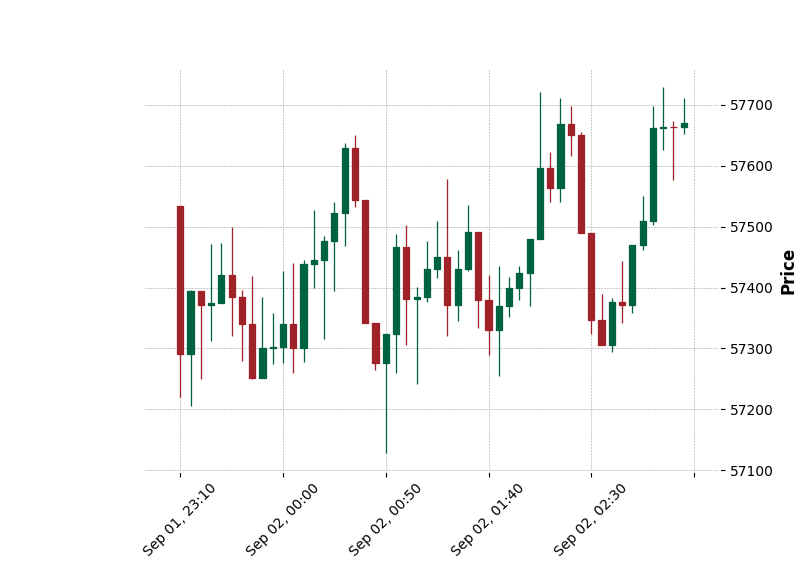 57700
57600
57500
57400
57300
57200
57100
Price
Sep 01, 23:10
Sep 02, 00:00
Sep 02, 00:50
Sep 02, 01:40
Sep 02, 02:30